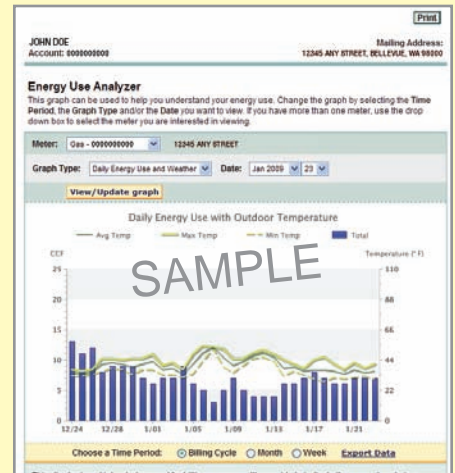 Print
JOHN DOE
Account: 0000000000
Mailing Address:
12345 ANY STREET, BELLEVUE, WA 98000
Energy Use Analyzer
This graph can be used to help you understand your energy use. Change the graph by selecting the Time
Period, the Graph Type and/or the Date you want to view. If you have more than one meter, use the drop
down box to select the meter you are interested in viewing.
Meter: Gas - 0000000000 12345 ANY STREET
Graph Type: Daily Energy Use and Weather Date: Jan 2009 23
View/Update graph
Daily Energy Use with Outdoor Temperature
Avg Temp Max Temp Min Temp Total
CCF Temperature (°F)
SAMPLE
25 110
20 88
15 66
10 44
5 22
0 0
12/24 12/28 1/01 1/05 1/09 1/13 1/17 1/21
Choose a Time Period: Billing Cycle Month Week Export Data